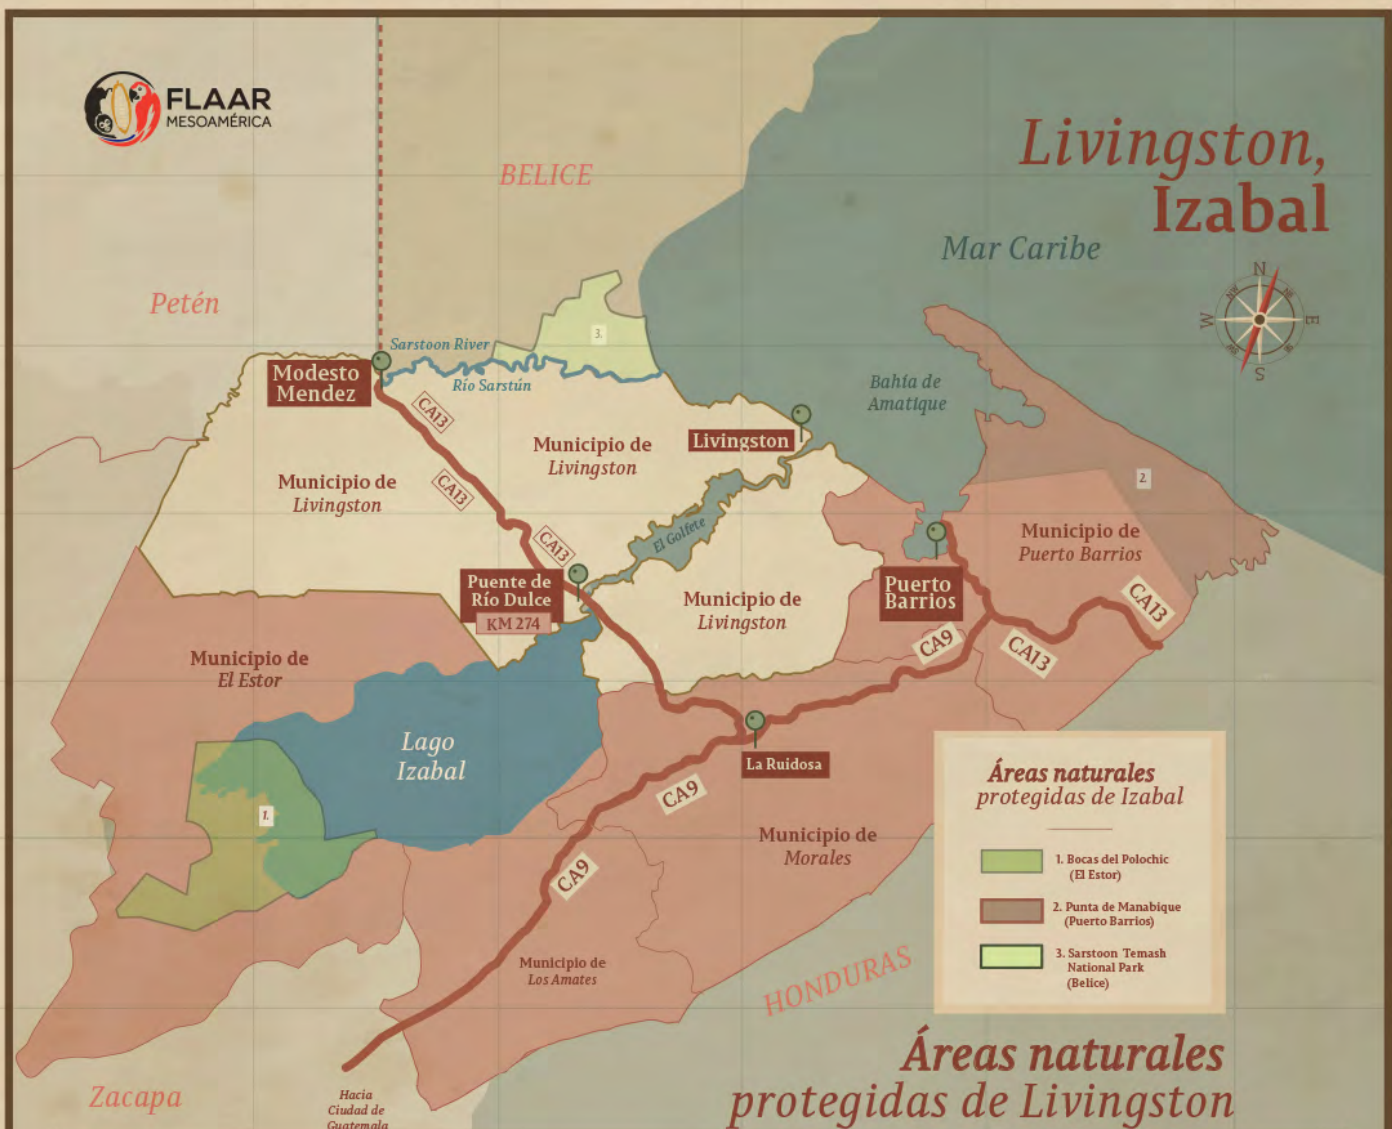 FLAAR
MESOAMÉRICA
Livingston,
Izabal
BELICE
Mar Caribe
N
NW
NE
W
E
S
Petén
3.
Sarstoon River
Río Sarstún
Modesto
Mendez
Bahía de
Amatique
CA13
Livingston
Municipio de
Livingston
Municipio de
Livingston
CA13
2.
El Golfete
CA13
Municipio de
Puerto Barrios
Puente de
Río Dulce
KM 274
Puerto
Barrios
Municipio de
Livingston
CA13
CA9
CA13
Municipio de
El Estor
Lago
Izabal
La Ruidosa
CA9
1.
Municipio de
Morales
CA9
Municipio de
Los Amates
HONDURAS
Áreas naturales
protegidas de Izabal
1. Bocas del Polochic
(El Estor)
2. Punta de Manabique
(Puerto Barrios)
3. Sarstoon Temash
National Park
(Belice)
Zacapa
Hacia
Ciudad de
Guatemala
Áreas naturales
protegidas de Livingston